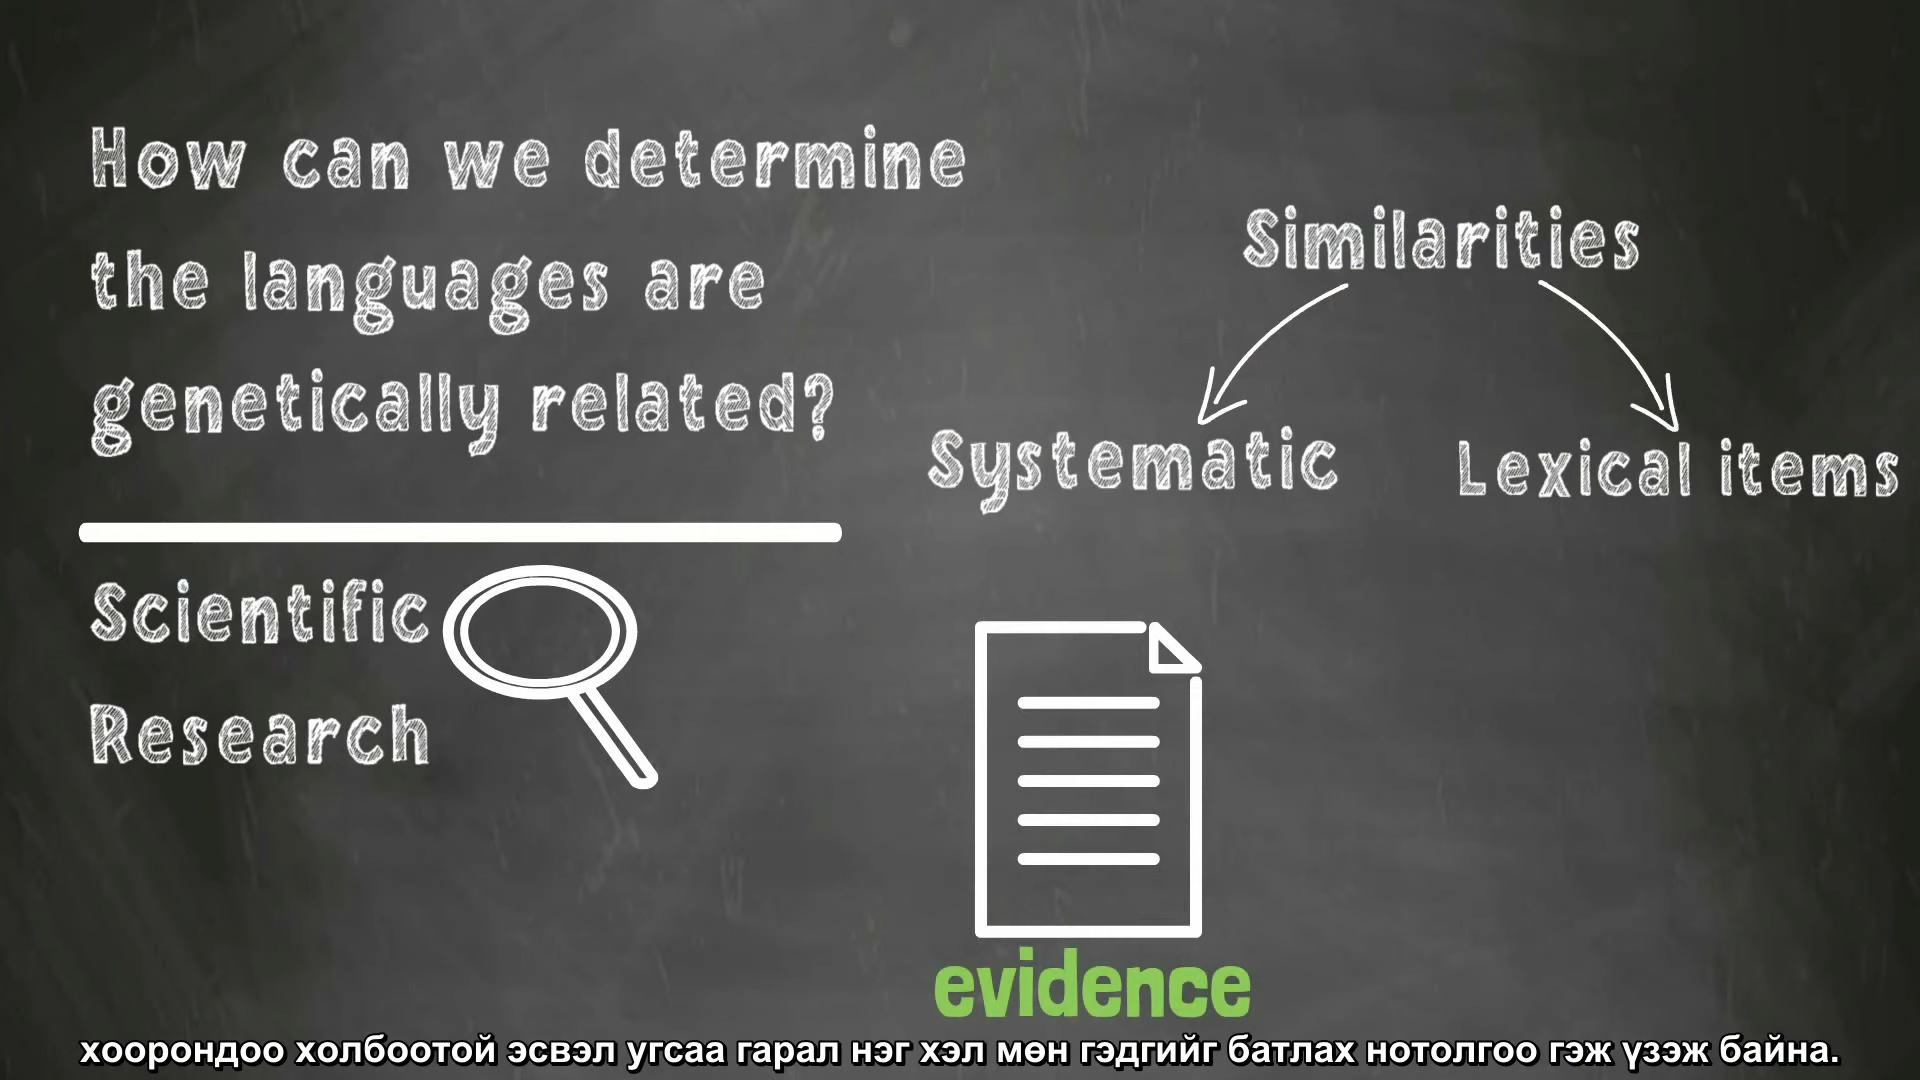 How can we determine
the languages are
genetically related?
Scientific
Research
Similarities
Systematic
Lexical items
evidence
хоорондоо холбоотой эсвэл угсаа гарал нэг хэл мөн гэдгийг батлах нотолгоо гэж үзэж байна.